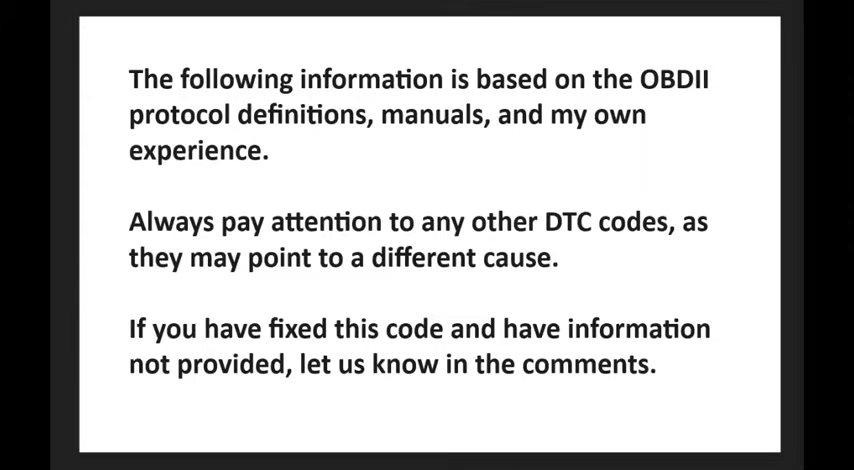 The following information is based on the OBDII
protocol definitions, manuals, and my own
experience.
Always pay attention to any other DTC codes, as
they may point to a different cause.
If you have fixed this code and have information
not provided, let us know in the comments.